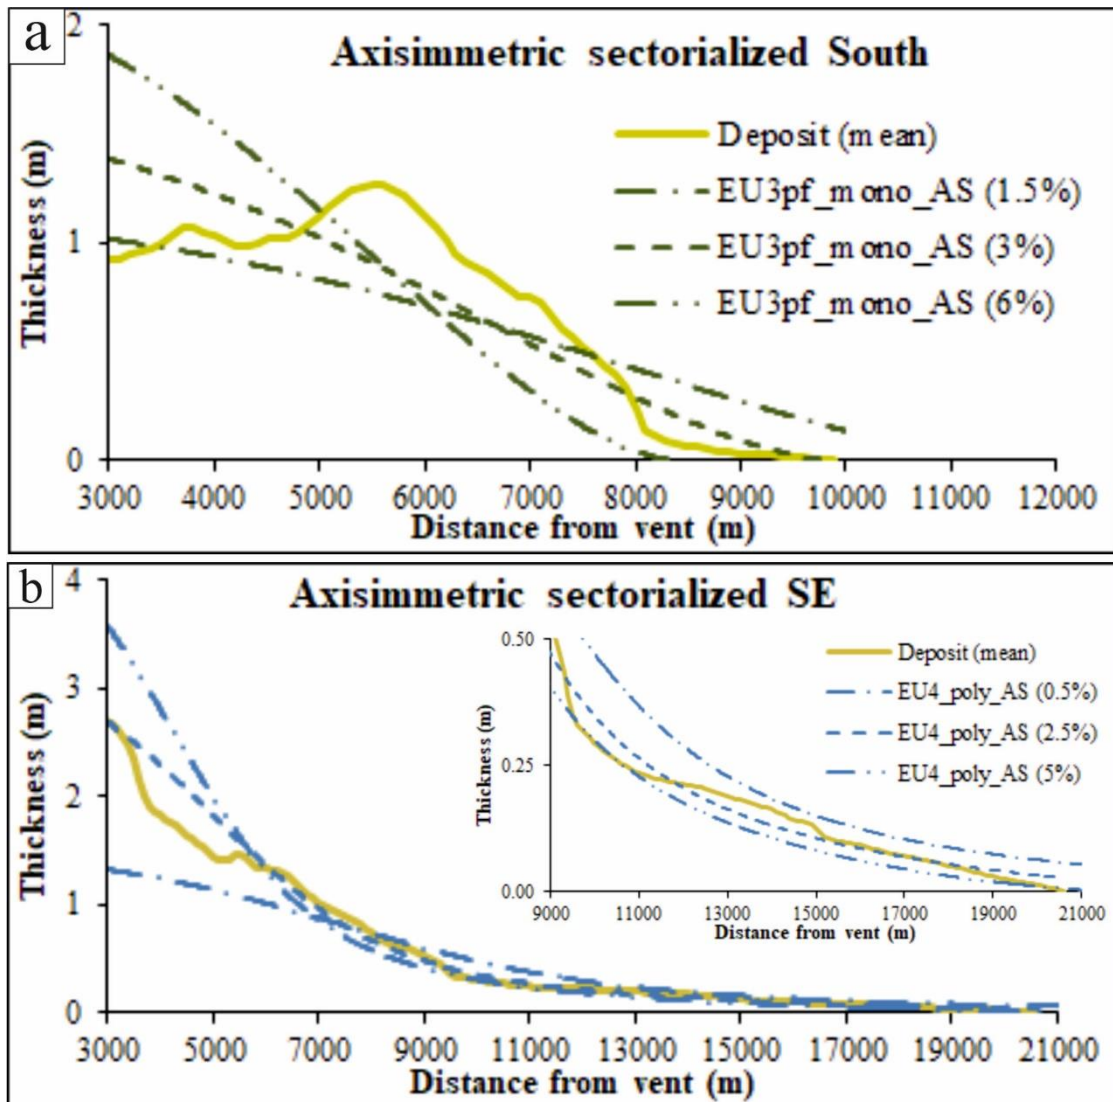 a
Axisimmetric sectorialized South
2
1
0
Thickness (m)
Deposit (mean)
EU3pf_mono_AS (1.5%)
EU3pf_mono_AS (3%)
EU3pf_mono_AS (6%)
3000 4000 5000 6000 7000 8000 9000 10000 11000 12000
Distance from vent (m)
b
Axisimmetric sectorialized SE
4
3
2
1
0
Thickness (m)
0.50
0.25
0.00
Thickness (m)
Deposit (mean)
EU4_poly_AS (0.5%)
EU4_poly_AS (2.5%)
EU4_poly_AS (5%)
9000 11000 13000 15000 17000 19000 21000
Distance from vent (m)
3000 5000 7000 9000 11000 13000 15000 17000 19000 21000
Distance from vent (m)